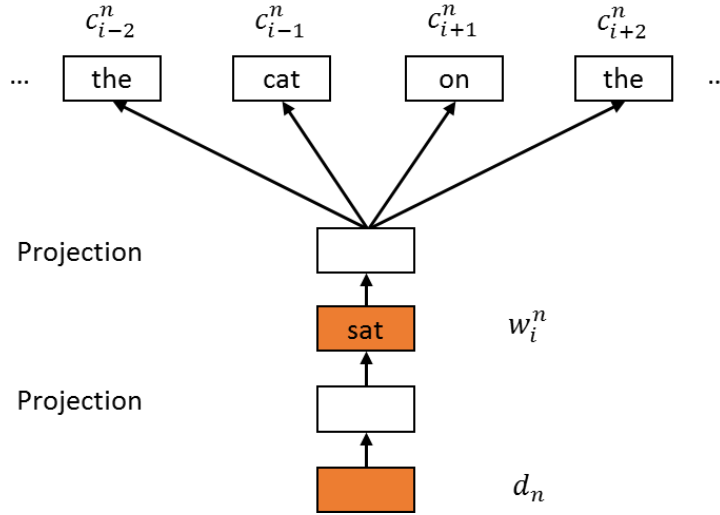 c^n_{i−2} c^n_{i−1} c^n_{i+1} c^n_{i+2}
... the cat on the ..
Projection
sat w^n_i
Projection
d_n